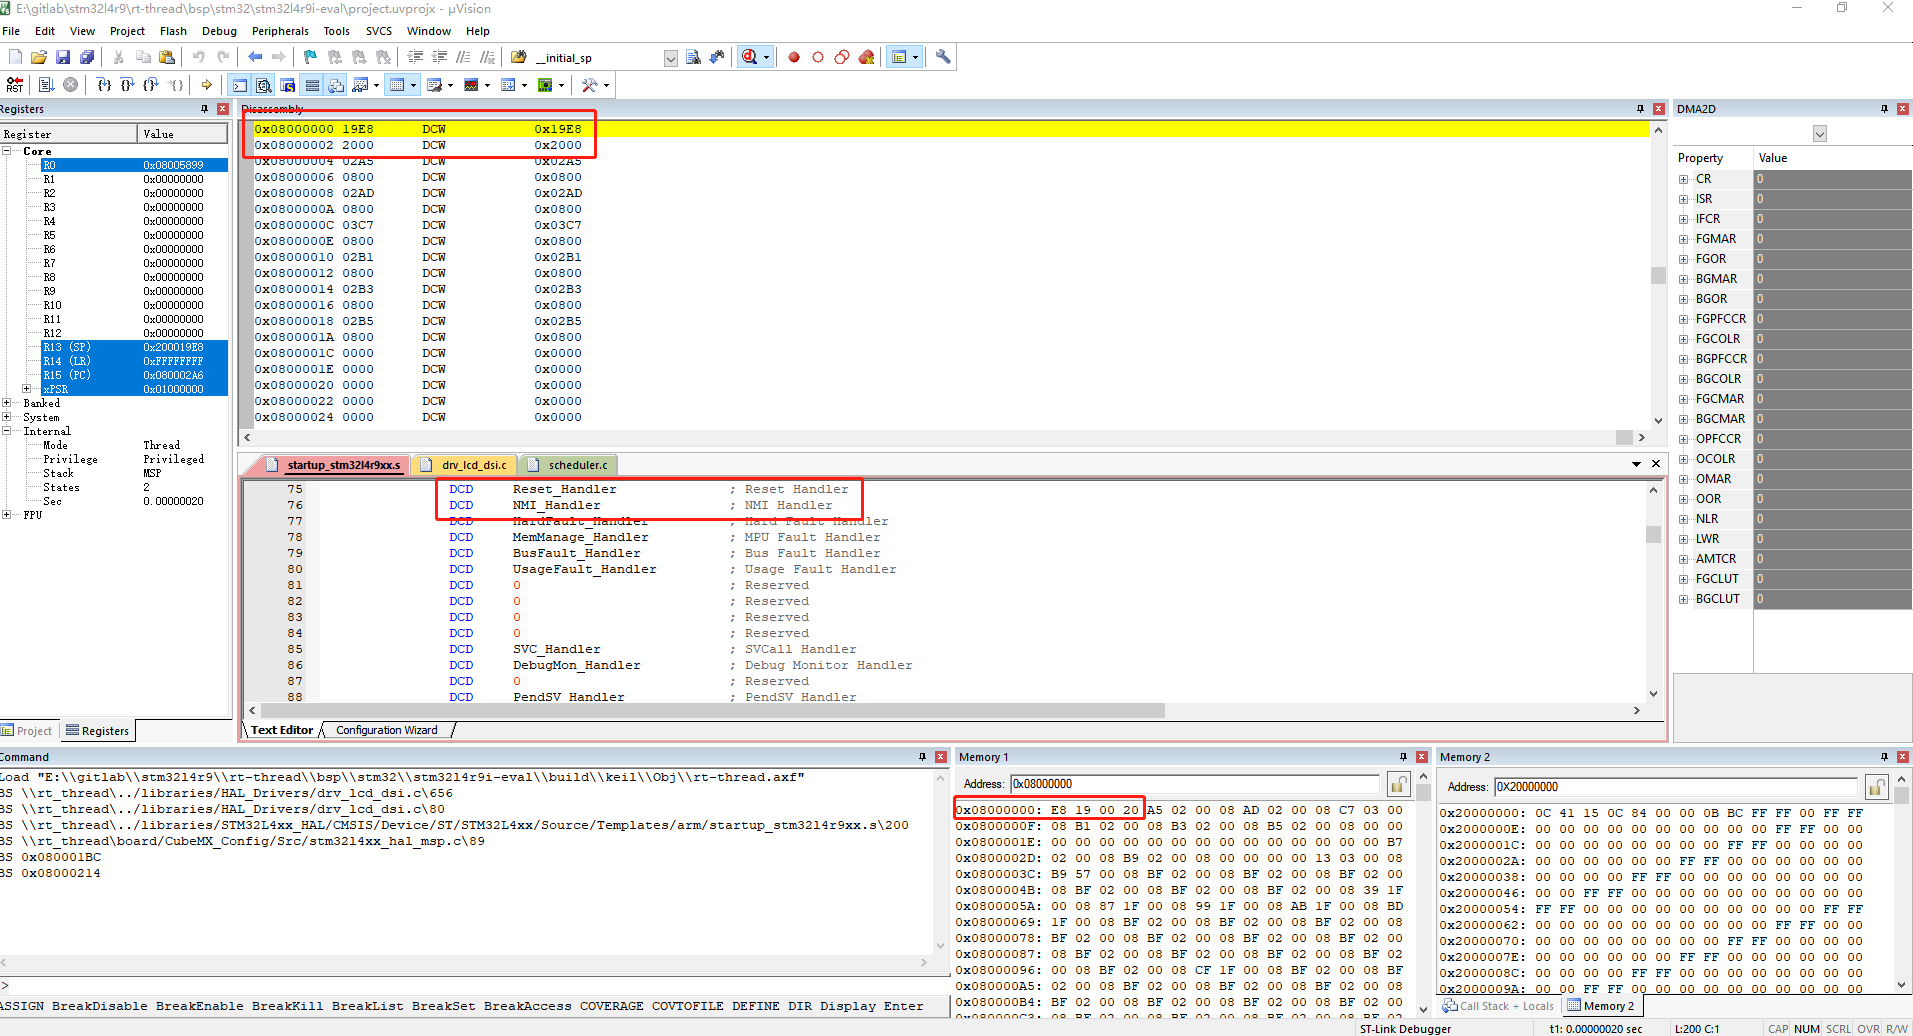 E:\gitlab\stm32l4r9\rt-thread\bsp\stm32\stm32l4r9i-eval\project.uvprojx - µVision
File Edit View Project Flash Debug Peripherals Tools SVCS Window Help
__initial_sp
RST
Registers
Register Value
Core
R0 0x08005899
R1 0x00000000
R2 0x00000000
R3 0x00000000
R4 0x00000000
R5 0x00000000
R6 0x00000000
R7 0x00000000
R8 0x00000000
R9 0x00000000
R10 0x00000000
R11 0x00000000
R12 0x00000000
R13 (SP) 0x200019E8
R14 (LR) 0xFFFFFFFF
R15 (PC) 0x080002A6
xPSR 0x01000000
Banked
System
Internal
Mode Thread
Privilege Privileged
Stack MSP
States 2
Sec 0.00000020
FPU
Project Registers
Disassembly
0x08000000 19E8 DCW 0x19E8
0x08000002 2000 DCW 0x2000
0x08000004 02A5 DCW 0x02A5
0x08000006 0800 DCW 0x0800
0x08000008 02AD DCW 0x02AD
0x0800000A 0800 DCW 0x0800
0x0800000C 03C7 DCW 0x03C7
0x0800000E 0800 DCW 0x0800
0x08000010 02B1 DCW 0x02B1
0x08000012 0800 DCW 0x0800
0x08000014 02B3 DCW 0x02B3
0x08000016 0800 DCW 0x0800
0x08000018 02B5 DCW 0x02B5
0x0800001A 0800 DCW 0x0800
0x0800001C 0000 DCW 0x0000
0x0800001E 0000 DCW 0x0000
0x08000020 0000 DCW 0x0000
0x08000022 0000 DCW 0x0000
0x08000024 0000 DCW 0x0000
startup_stm32l4r9xx.s drv_lcd_dsi.c scheduler.c
75 DCD Reset_Handler ; Reset Handler
76 DCD NMI_Handler ; NMI Handler
77 DCD HardFault_Handler ; Hard Fault Handler
78 DCD MemManage_Handler ; MPU Fault Handler
79 DCD BusFault_Handler ; Bus Fault Handler
80 DCD UsageFault_Handler ; Usage Fault Handler
81 DCD 0 ; Reserved
82 DCD 0 ; Reserved
83 DCD 0 ; Reserved
84 DCD 0 ; Reserved
85 DCD SVC_Handler ; SVCall Handler
86 DCD DebugMon_Handler ; Debug Monitor Handler
87 DCD 0 ; Reserved
88 DCD PendSV_Handler ; PendSV Handler
Text Editor Configuration Wizard
DMA2D
Property Value
CR 0
ISR 0
IFCR 0
FGMAR 0
FGOR 0
BGMAR 0
BGOR 0
FGPFCCR 0
FGCOLR 0
BGPFCCR 0
BGCOLR 0
FGCMAR 0
BGCMAR 0
OPFCCR 0
OCOLR 0
OMAR 0
OOR 0
NLR 0
LWR 0
AMTCR 0
FGCLUT 0
BGCLUT 0
Command
Load "E:\\gitlab\\stm32l4r9\\rt-thread\\bsp\\stm32\\stm32l4r9i-eval\\build\\keil\\Obj\\rt-thread.axf"
BS \\rt_thread\../libraries/HAL_Drivers/drv_lcd_dsi.c\656
BS \\rt_thread\../libraries/HAL_Drivers/drv_lcd_dsi.c\80
BS \\rt_thread\../libraries/STM32L4xx_HAL/CMSIS/Device/ST/STM32L4xx/Source/Templates/arm/startup_stm32l4r9xx.s\200
BS \\rt_thread\board/CubeMX_Config/Src/stm32l4xx_hal_msp.c\89
BS 0x080001BC
BS 0x08000214
>
ASSIGN BreakDisable BreakEnable BreakKill BreakList BreakSet BreakAccess COVERAGE COVTOFILE DEFINE DIR Display Enter
Memory 1
Address: 0x08000000
0x08000000: E8 19 00 20 A5 02 00 08 AD 02 00 08 C7 03 00
0x0800000F: 08 B1 02 00 08 B3 02 00 08 B5 02 00 08 00 00
0x0800001E: 00 00 00 00 00 00 00 00 00 00 00 00 00 00 B7
0x0800002D: 02 00 08 B9 02 00 08 00 00 00 00 13 03 00 08
0x0800003C: B9 57 00 08 BF 02 00 08 BF 02 00 08 BF 02 00
0x0800004B: 08 BF 02 00 08 BF 02 00 08 BF 02 00 08 39 1F
0x0800005A: 00 08 87 1F 00 08 99 1F 00 08 AB 1F 00 08 BD
0x08000069: 1F 00 08 BF 02 00 08 BF 02 00 08 BF 02 00 08
0x08000078: BF 02 00 08 BF 02 00 08 BF 02 00 08 BF 02 00
0x08000087: 08 BF 02 00 08 BF 02 00 08 BF 02 00 08 BF 02
0x08000096: 00 08 BF 02 00 08 CF 1F 00 08 BF 02 00 08 BF
0x080000A5: 02 00 08 BF 02 00 08 BF 02 00 08 BF 02 00 08
0x080000B4: BF 02 00 08 BF 02 00 08 BF 02 00 08 BF 02 00
0x080000C3: 08 BF 02 00 08 BF 02 00 08 BF 02 00 08 BF 02
Memory 2
Address: 0X20000000
0x20000000: 0C 41 15 0C 84 00 00 0B BC FF FF 00 FF FF
0x2000000E: 00 00 00 00 00 00 00 00 00 00 FF FF 00 00
0x2000001C: 00 00 00 00 00 00 00 00 FF FF 00 00 00 00
0x2000002A: 00 00 00 00 00 00 FF FF 00 00 00 00 00 00
0x20000038: 00 00 00 00 FF FF 00 00 00 00 00 00 00 00
0x20000046: 00 00 FF FF 00 00 00 00 00 00 00 00 00 00
0x20000054: FF FF 00 00 00 00 00 00 00 00 00 00 FF FF
0x20000062: 00 00 00 00 00 00 00 00 00 00 FF FF 00 00
0x20000070: 00 00 00 00 00 00 00 00 FF FF 00 00 00 00
0x2000007E: 00 00 00 00 00 00 FF FF 00 00 00 00 00 00
0x2000008C: 00 00 00 00 FF FF 00 00 00 00 00 00 00 00
0x2000009A: 00 00 FF FF 00 00 00 00 00 00 00 00 00 00
Call Stack + Locals Memory 2
ST-Link Debugger t1: 0.00000020 sec L:200 C:1 CAP NUM SCRL OVR R/W